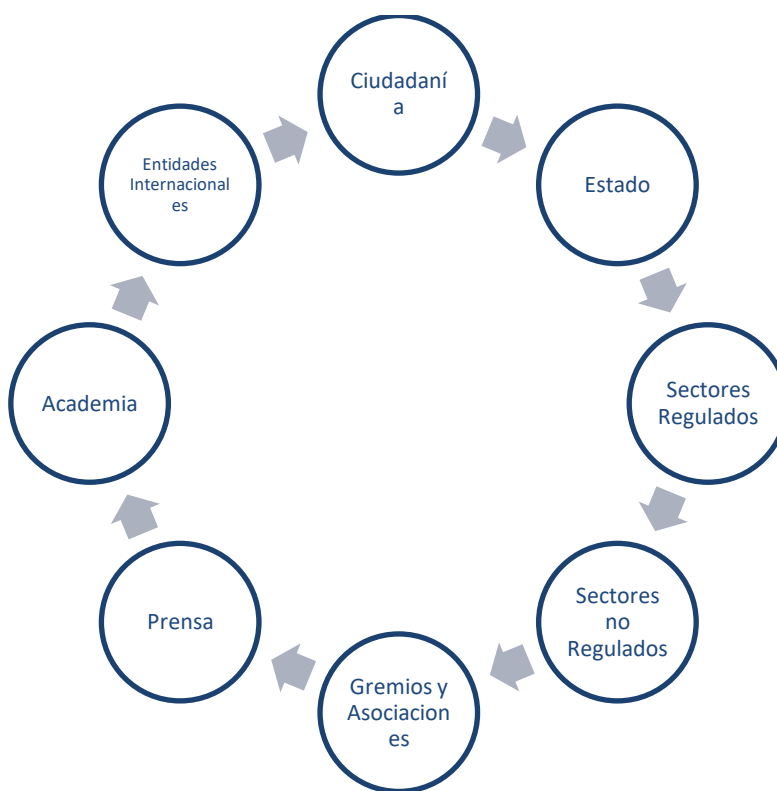 Ciudadaní
a
Estado
Sectores
Regulados
Sectores
no
Regulados
Gremios y
Asociacion
es
Prensa
Academia
Entidades
Internacional
es